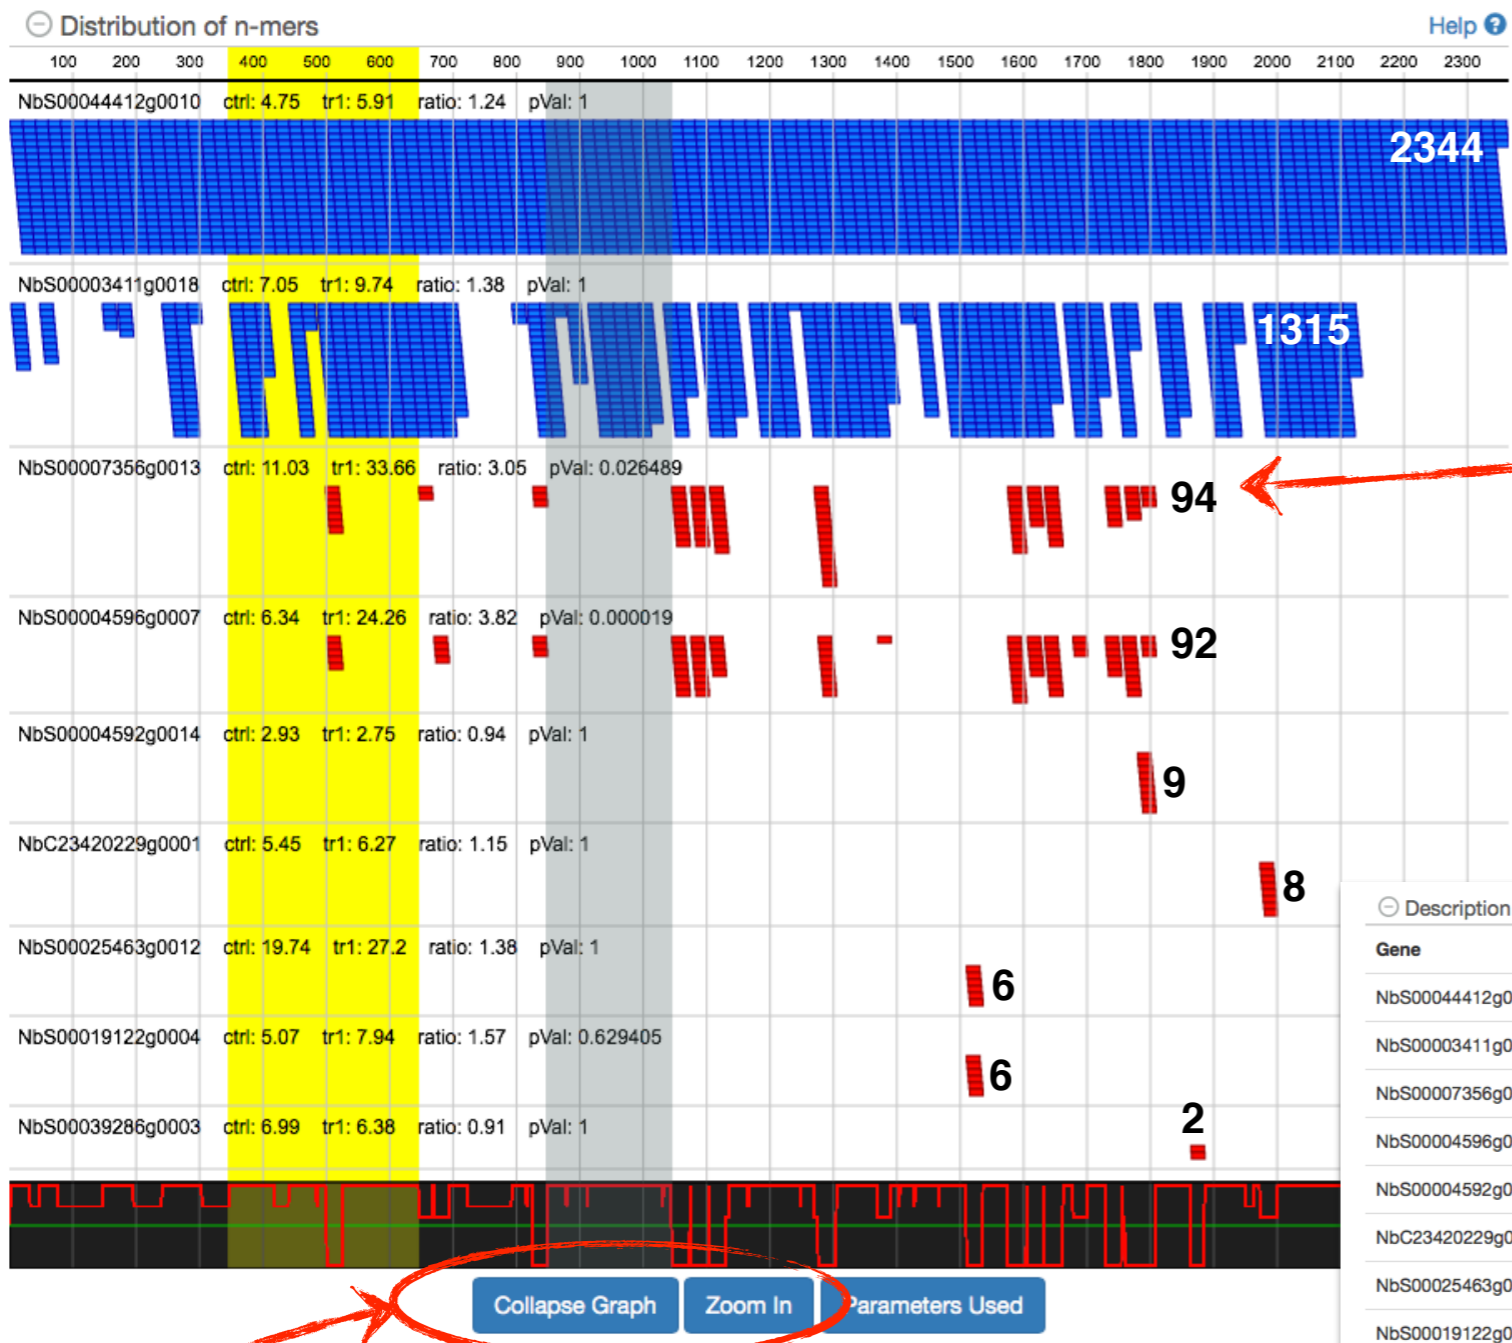 Distribution of n-mers
Help ?
100 200 300 400 500 600 700 800 900 1000 1100 1200 1300 1400 1500 1600 1700 1800 1900 2000 2100 2200 2300
NbS00044412g0010 ctrl: 4.75 tr1: 5.91 ratio: 1.24 pVal: 1
2344
NbS00003411g0018 ctrl: 7.05 tr1: 9.74 ratio: 1.38 pVal: 1
1315
NbS00007356g0013 ctrl: 11.03 tr1: 33.66 ratio: 3.05 pVal: 0.026489
94
NbS00004596g0007 ctrl: 6.34 tr1: 24.26 ratio: 3.82 pVal: 0.000019
92
NbS00004592g0014 ctrl: 2.93 tr1: 2.75 ratio: 0.94 pVal: 1
9
NbC23420229g0001 ctrl: 5.45 tr1: 6.27 ratio: 1.15 pVal: 1
8
NbS00025463g0012 ctrl: 19.74 tr1: 27.2 ratio: 1.38 pVal: 1
6
NbS00019122g0004 ctrl: 5.07 tr1: 7.94 ratio: 1.57 pVal: 0.629405
6
NbS00039286g0003 ctrl: 6.99 tr1: 6.38 ratio: 0.91 pVal: 1
2
Collapse Graph Zoom In Parameters Used
Description
Gene
NbS00044412g0
NbS00003411g0
NbS00007356g0
NbS00004596g0
NbS00004592g0
NbC23420229g0
NbS00025463g0
NbS00019122g0